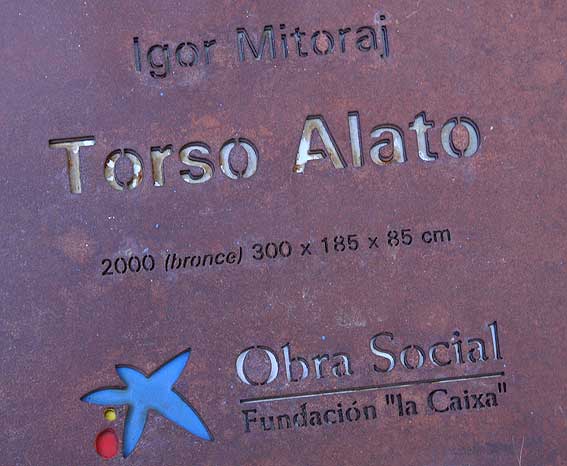 Igor Mitoraj
Torso Alato
2000 (bronce) 300 x 185 x 85 cm
Obra Social
Fundación "la Caixa"